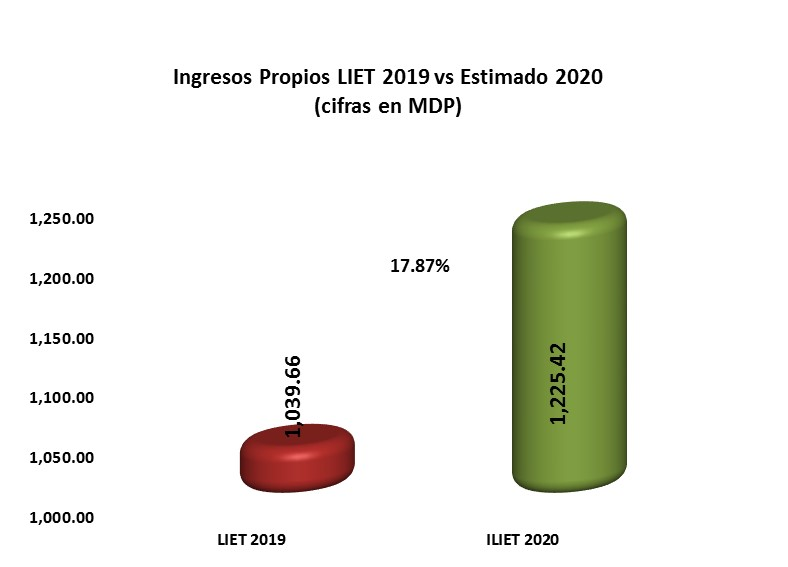 Ingresos Propios LIET 2019 vs Estimado 2020
(cifras en MDP)
1,250.00
1,200.00
1,150.00
1,100.00
1,050.00
1,000.00
17.87%
1,039.66
1,225.42
LIET 2019
ILIET 2020